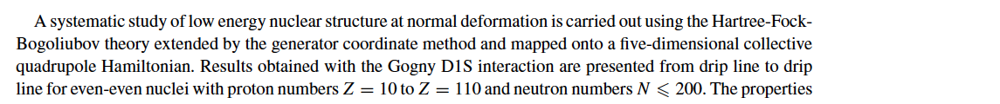 A systematic study of low energy nuclear structure at normal deformation is carried out using the Hartree-Fock-
Bogoliubov theory extended by the generator coordinate method and mapped onto a five-dimensional collective
quadrupole Hamiltonian. Results obtained with the Gogny D1S interaction are presented from drip line to drip
line for even-even nuclei with proton numbers Z = 10 to Z = 110 and neutron numbers N ⩽ 200. The properties